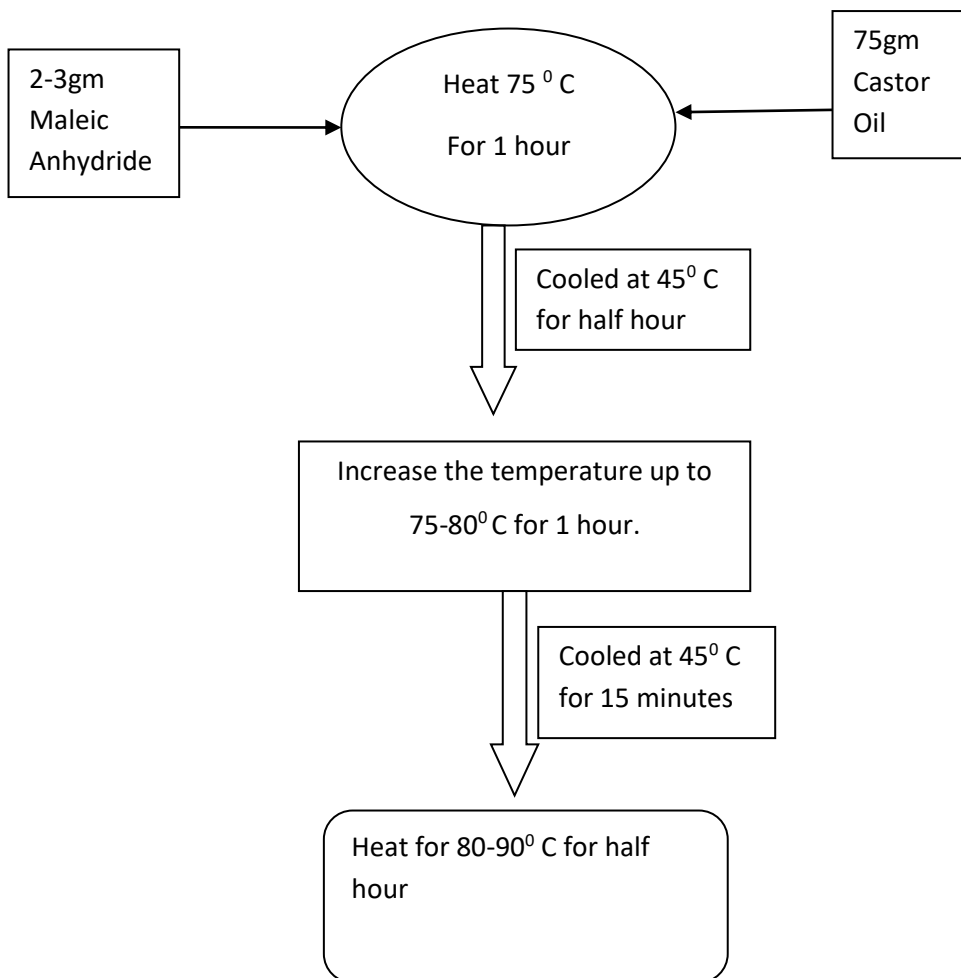 2-3gm
Maleic
Anhydride
Heat 75 ⁰ C
For 1 hour
75gm
Castor
Oil
Cooled at 45⁰ C
for half hour
Increase the temperature up to
75-80⁰ C for 1 hour.
Cooled at 45⁰ C
for 15 minutes
Heat for 80-90⁰ C for half
hour